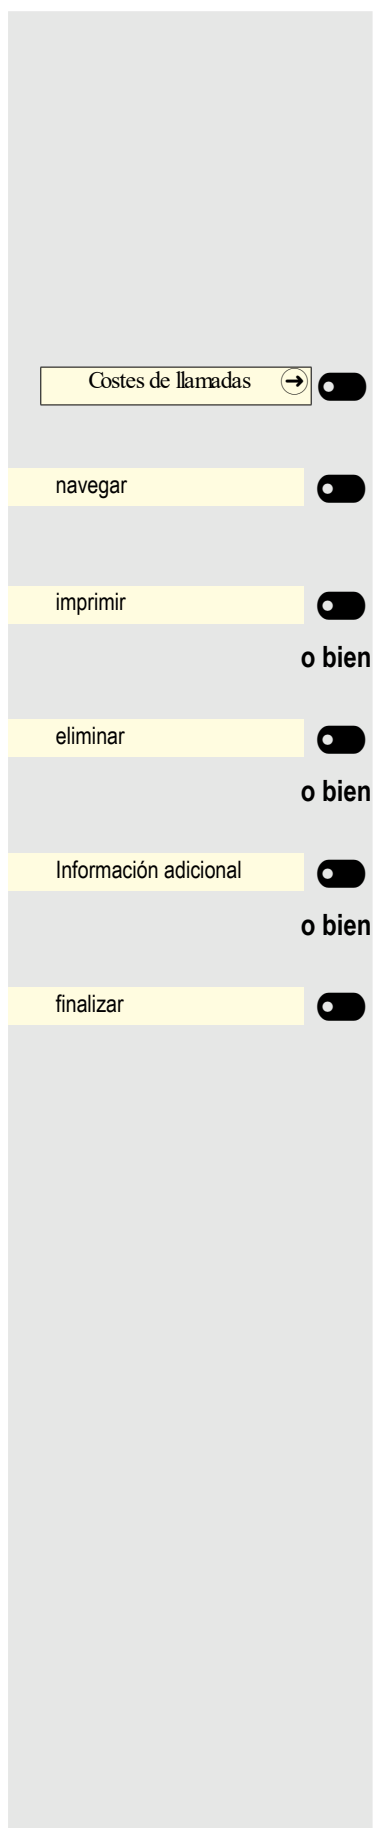 Costes de llamadas
navegar
imprimir
o bien
eliminar
o bien
Información adicional
o bien
finalizar